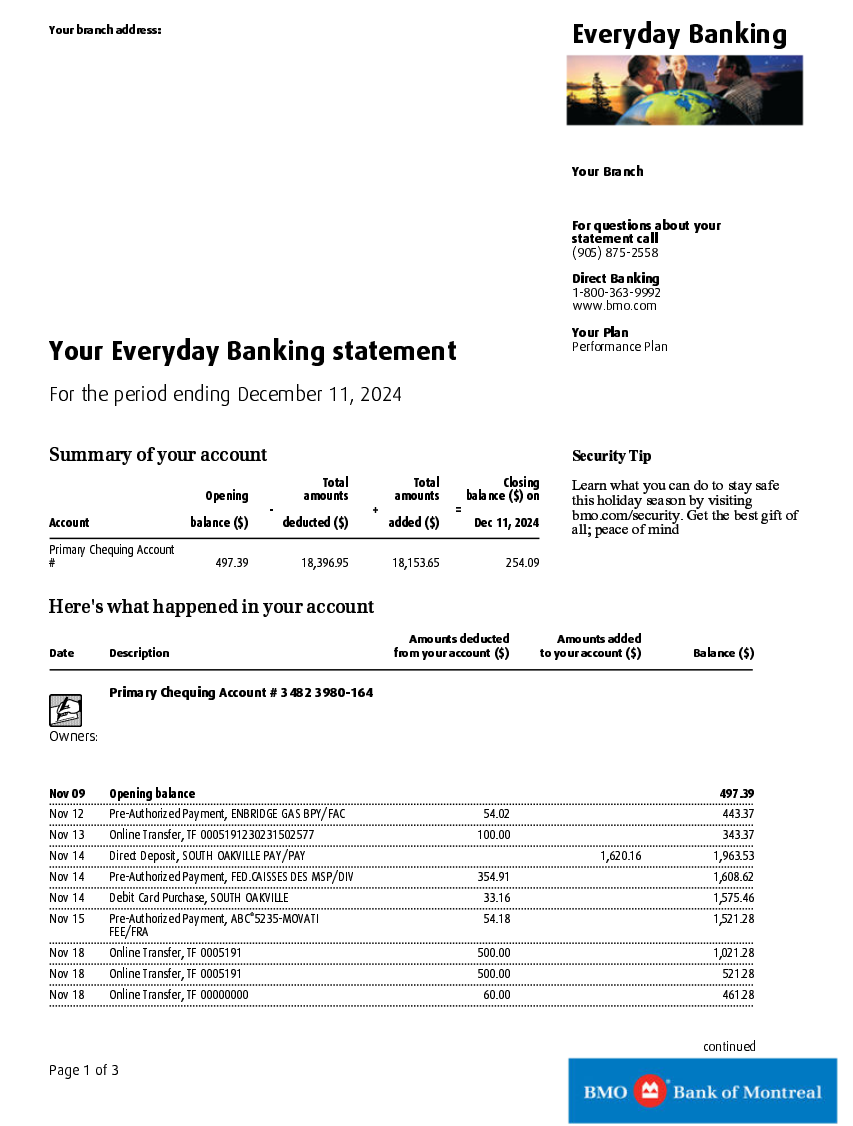 Your branch address:
Everyday Banking
Your Branch
For questions about your
statement call
(905) 875-2558
Direct Banking
1-800-363-9992
www.bmo.com
Your Plan
Performance Plan
Your Everyday Banking statement
For the period ending December 11, 2024
Summary of your account
Security Tip
Learn what you can do to stay safe
this holiday season by visiting
bmo.com/security. Get the best gift of
all; peace of mind
Total Total Closing
Opening amounts amounts balance ($) on
- + =
Account balance ($) deducted ($) added ($) Dec 11, 2024
Primary Chequing Account
# 497.39 18,396.95 18,153.65 254.09
Here's what happened in your account
Amounts deducted Amounts added
Date Description from your account ($) to your account ($) Balance ($)
Primary Chequing Account # 3482 3980-164
Owners:
Nov 09 Opening balance 497.39
Nov 12 Pre-Authorized Payment, ENBRIDGE GAS BPY/FAC 54.02 443.37
Nov 13 Online Transfer, TF 0005191230231502577 100.00 343.37
Nov 14 Direct Deposit, SOUTH OAKVILLE PAY/PAY 1,620.16 1,963.53
Nov 14 Pre-Authorized Payment, FED.CAISSES DES MSP/DIV 354.91 1,608.62
Nov 14 Debit Card Purchase, SOUTH OAKVILLE 33.16 1,575.46
Nov 15 Pre-Authorized Payment, ABC*5235-MOVATI 54.18 1,521.28
FEE/FRA
Nov 18 Online Transfer, TF 0005191 500.00 1,021.28
Nov 18 Online Transfer, TF 0005191 500.00 521.28
Nov 18 Online Transfer, TF 00000000 60.00 461.28
continued
Page 1 of 3
BMO Bank of Montreal